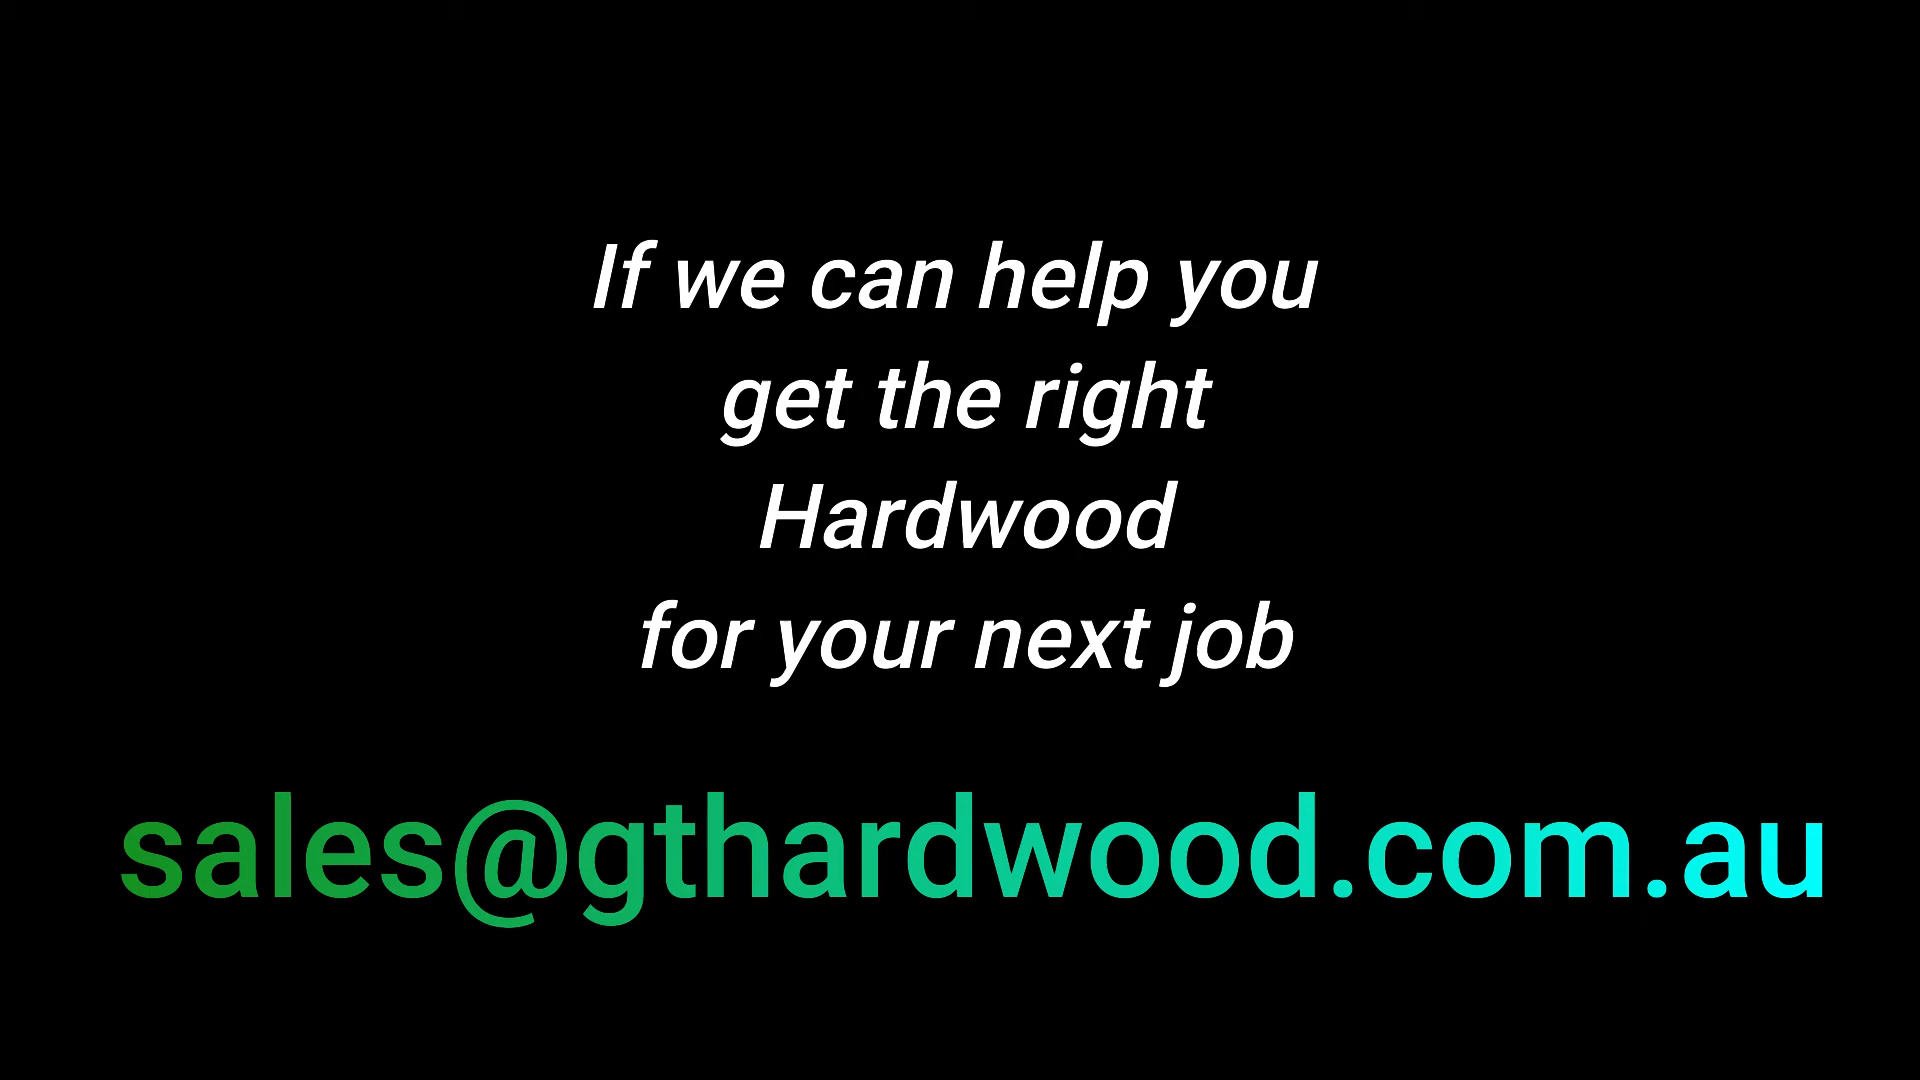 If we can help you
get the right
Hardwood
for your next job
sales@gthardwood.com.au